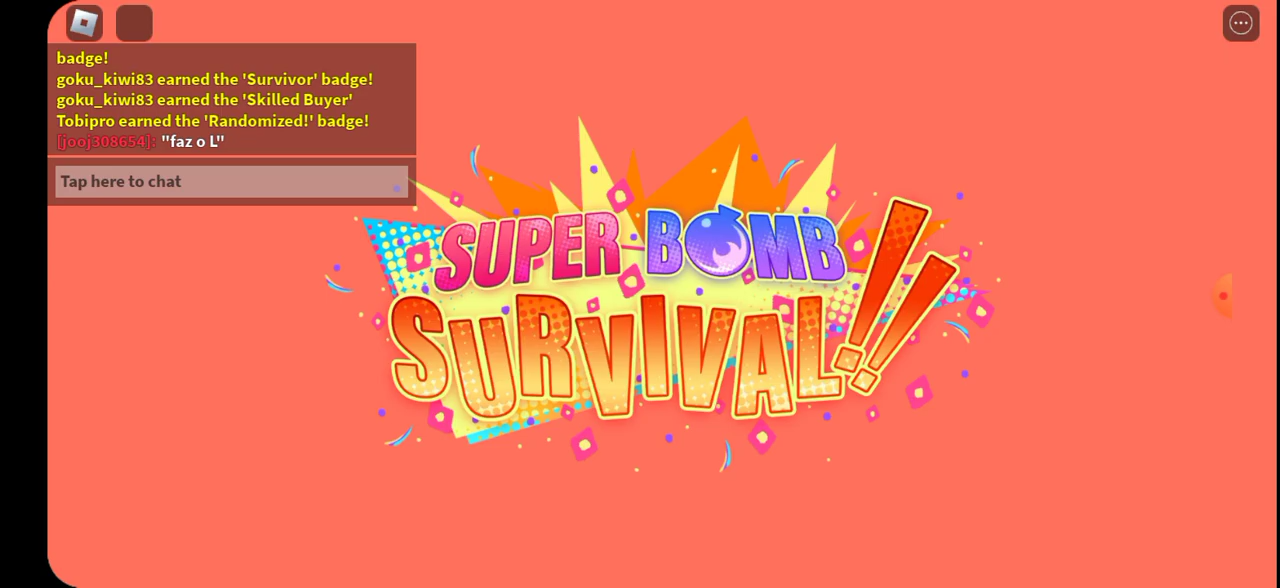 badge!
goku_kiwi83 earned the 'Survivor' badge!
goku_kiwi83 earned the 'Skilled Buyer'
Tobipro earned the 'Randomized!' badge!
[jooj308654]: "faz o L"
Tap here to chat
SUPER BOMB
SURVIVAL!!